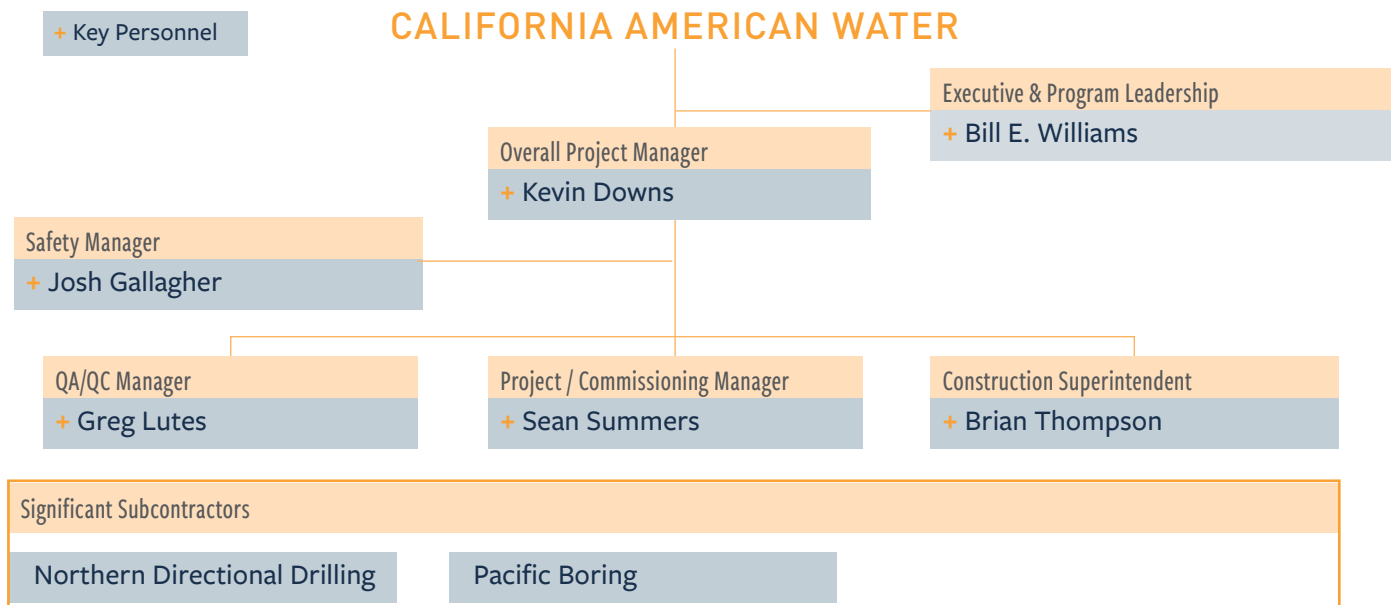 + Key Personnel
CALIFORNIA AMERICAN WATER
Executive & Program Leadership
+ Bill E. Williams
Overall Project Manager
+ Kevin Downs
Safety Manager
+ Josh Gallagher
QA/QC Manager
+ Greg Lutes
Project / Commissioning Manager
+ Sean Summers
Construction Superintendent
+ Brian Thompson
Significant Subcontractors
Northern Directional Drilling
Pacific Boring